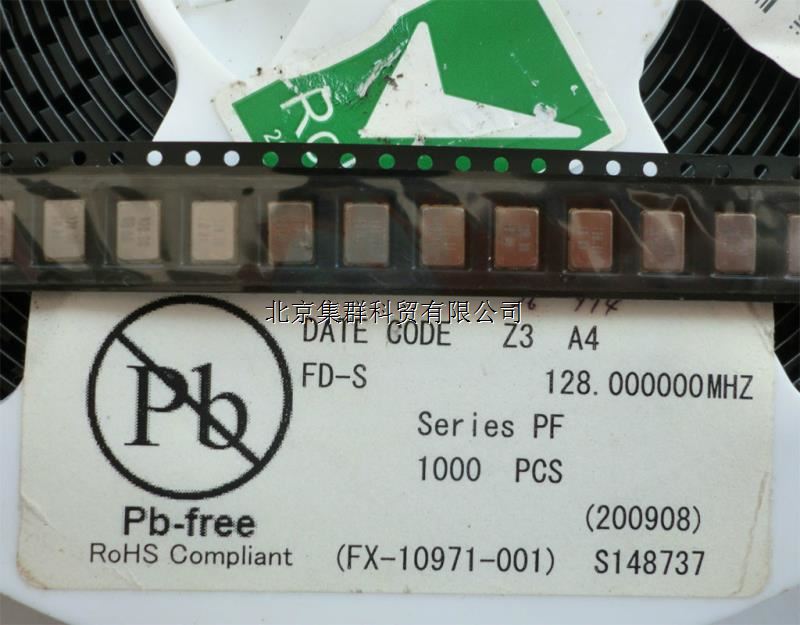 北京集群科贸有限公司
DATE CODE Z3 A4
FD-S 128.000000MHZ
Series PF
1000 PCS
Pb
Pb-free (200908)
RoHS Compliant (FX-10971-001) S148737